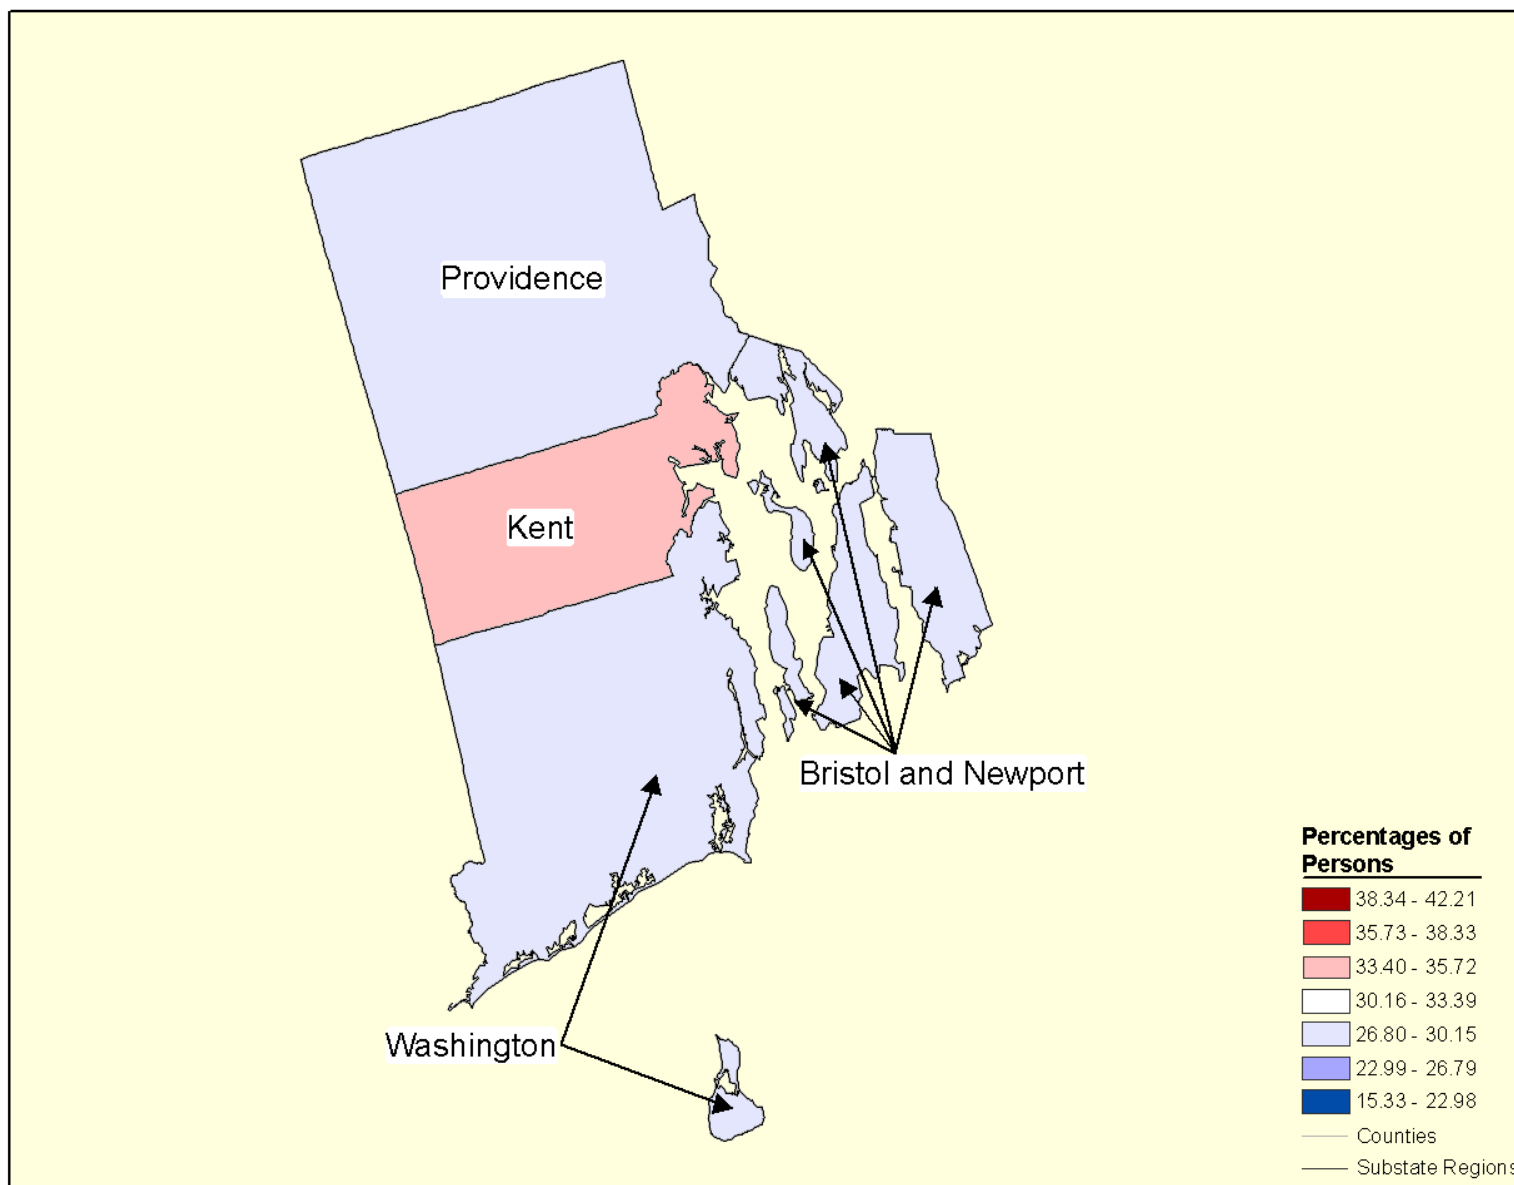 Providence
Kent
Bristol and Newport
Washington
Percentages of
Persons
38.34 - 42.21
35.73 - 38.33
33.40 - 35.72
30.16 - 33.39
26.80 - 30.15
22.99 - 26.79
15.33 - 22.98
Counties
Substate Regions